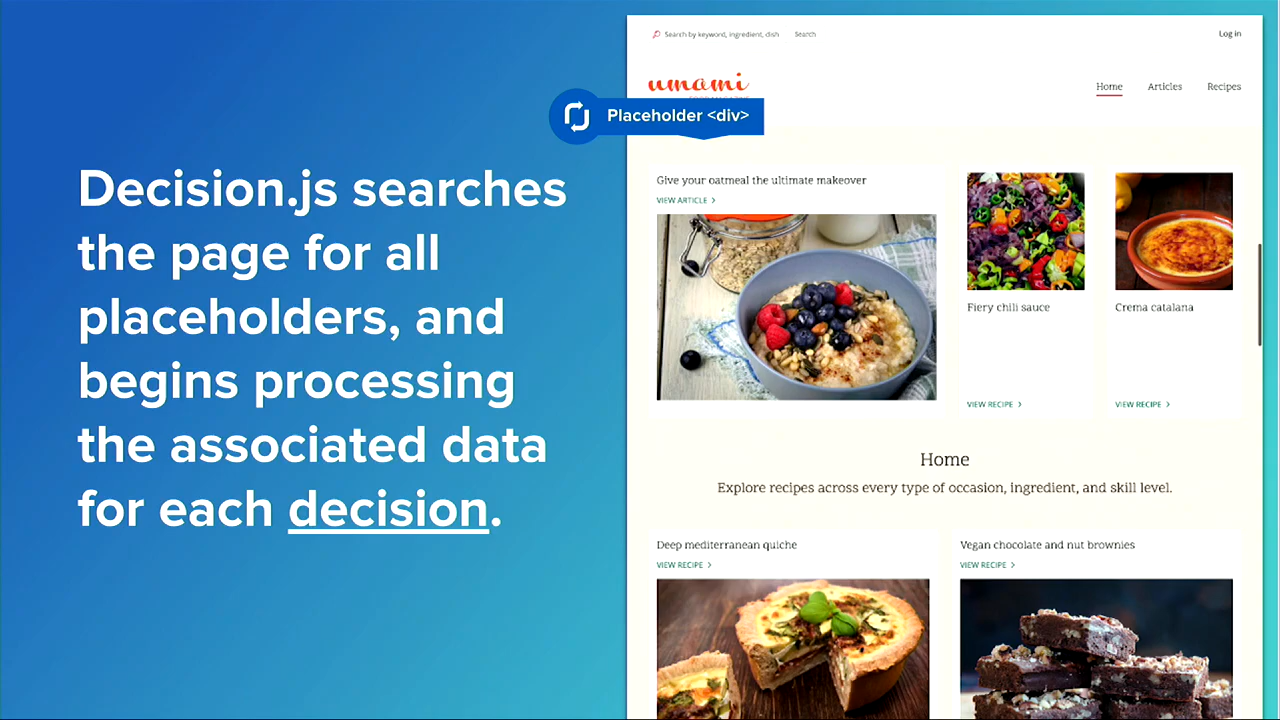 Decision.js searches
the page for all
placeholders, and
begins processing
the associated data
for each decision.
Search by keyword, ingredient, dish
Search
Log in
umami
Home
Articles
Recipes
Placeholder <div>
Give your oatmeal the ultimate makeover
VIEW ARTICLE
Fiery chili sauce
VIEW RECIPE
Crema catalana
VIEW RECIPE
Home
Explore recipes across every type of occasion, ingredient, and skill level.
Deep mediterranean quiche
VIEW RECIPE
Vegan chocolate and nut brownies
VIEW RECIPE